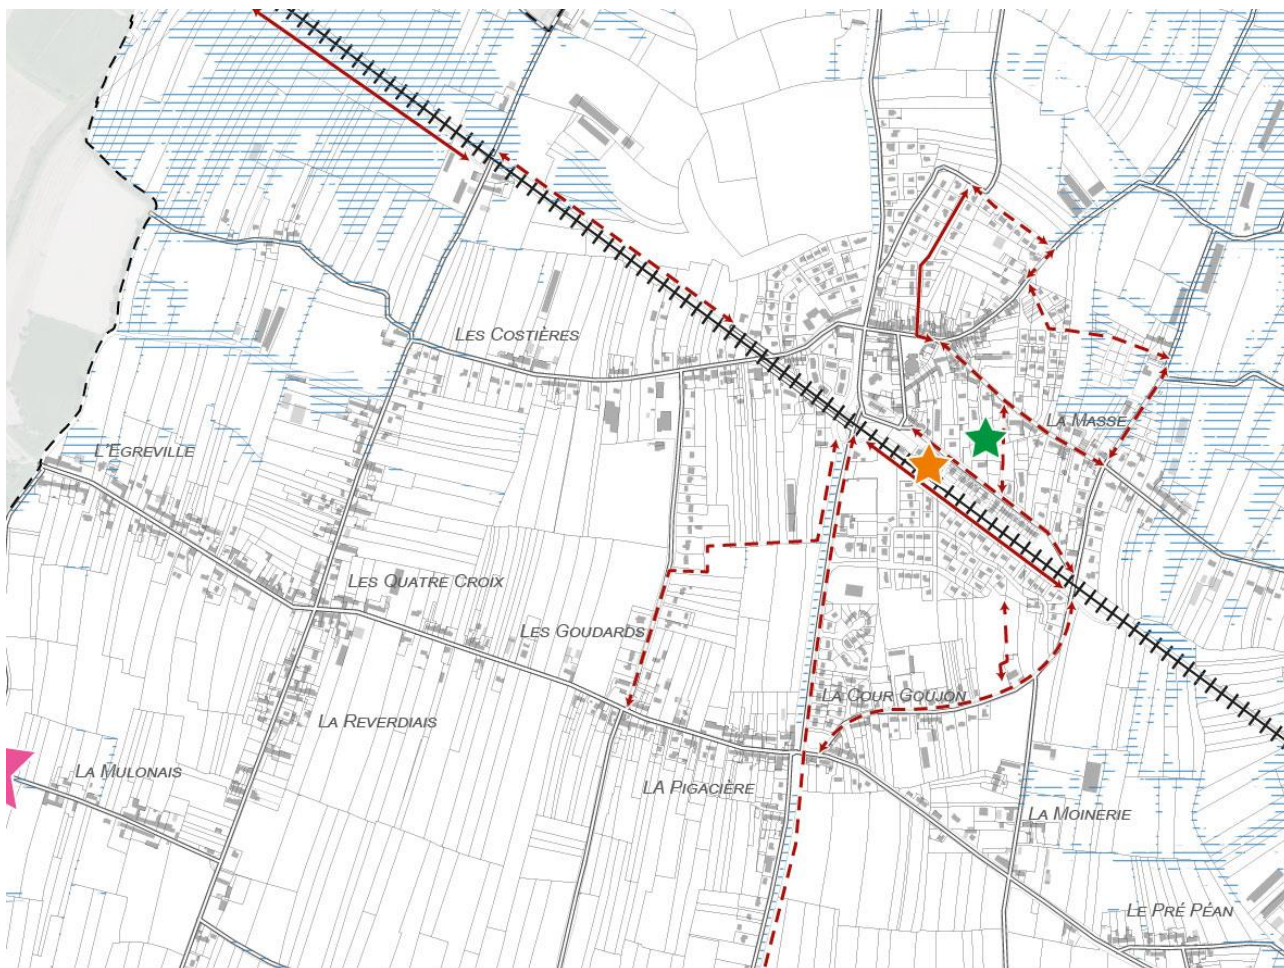 LES COSTIÈRES
LA MASSE
L'EGREVILLE
LES QUATRE CROIX
LES GOUDARDS
LA COUR GOUJON
LA REVERDIAIS
LA MULONAIS
LA PIGACIÈRE
LA MOINERIE
LE PRÉ PÉAN